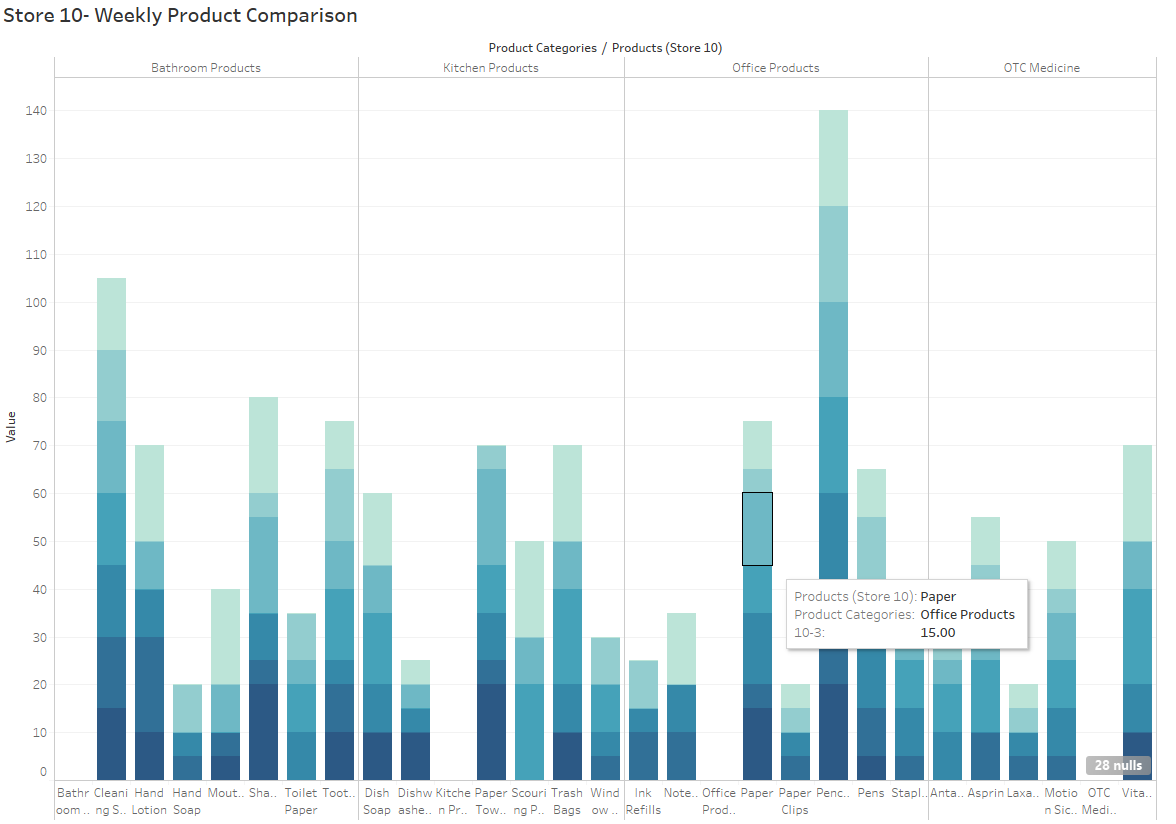 Store 10- Weekly Product Comparison
Product Categories / Products (Store 10)
Bathroom Products Kitchen Products Office Products OTC Medicine
140
130
120
110
100
90
80
70
60
50
40
30
20
10
0
Value
Products (Store 10): Paper
Product Categories: Office Products
10-3: 15.00
28 nulls
Bathr Cleani Hand Hand Mout.. Sha.. Toilet Toot.. Dish Dishw Kitche Paper Scouri Trash Wind Ink Note.. Office Paper Paper Penc.. Pens Stapl.. Anta.. Asprin Laxa.. Motio OTC Vita..
oom .. ng S.. Lotion Soap Paper Soap ashe.. n Pr.. Tow.. ng P.. Bags ow .. Refills Prod.. Clips n Sic.. Medi..